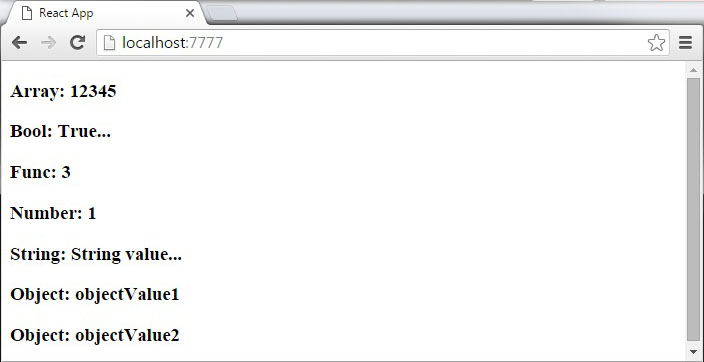 React App
localhost:7777
Array: 12345
Bool: True...
Func: 3
Number: 1
String: String value...
Object: objectValue1
Object: objectValue2